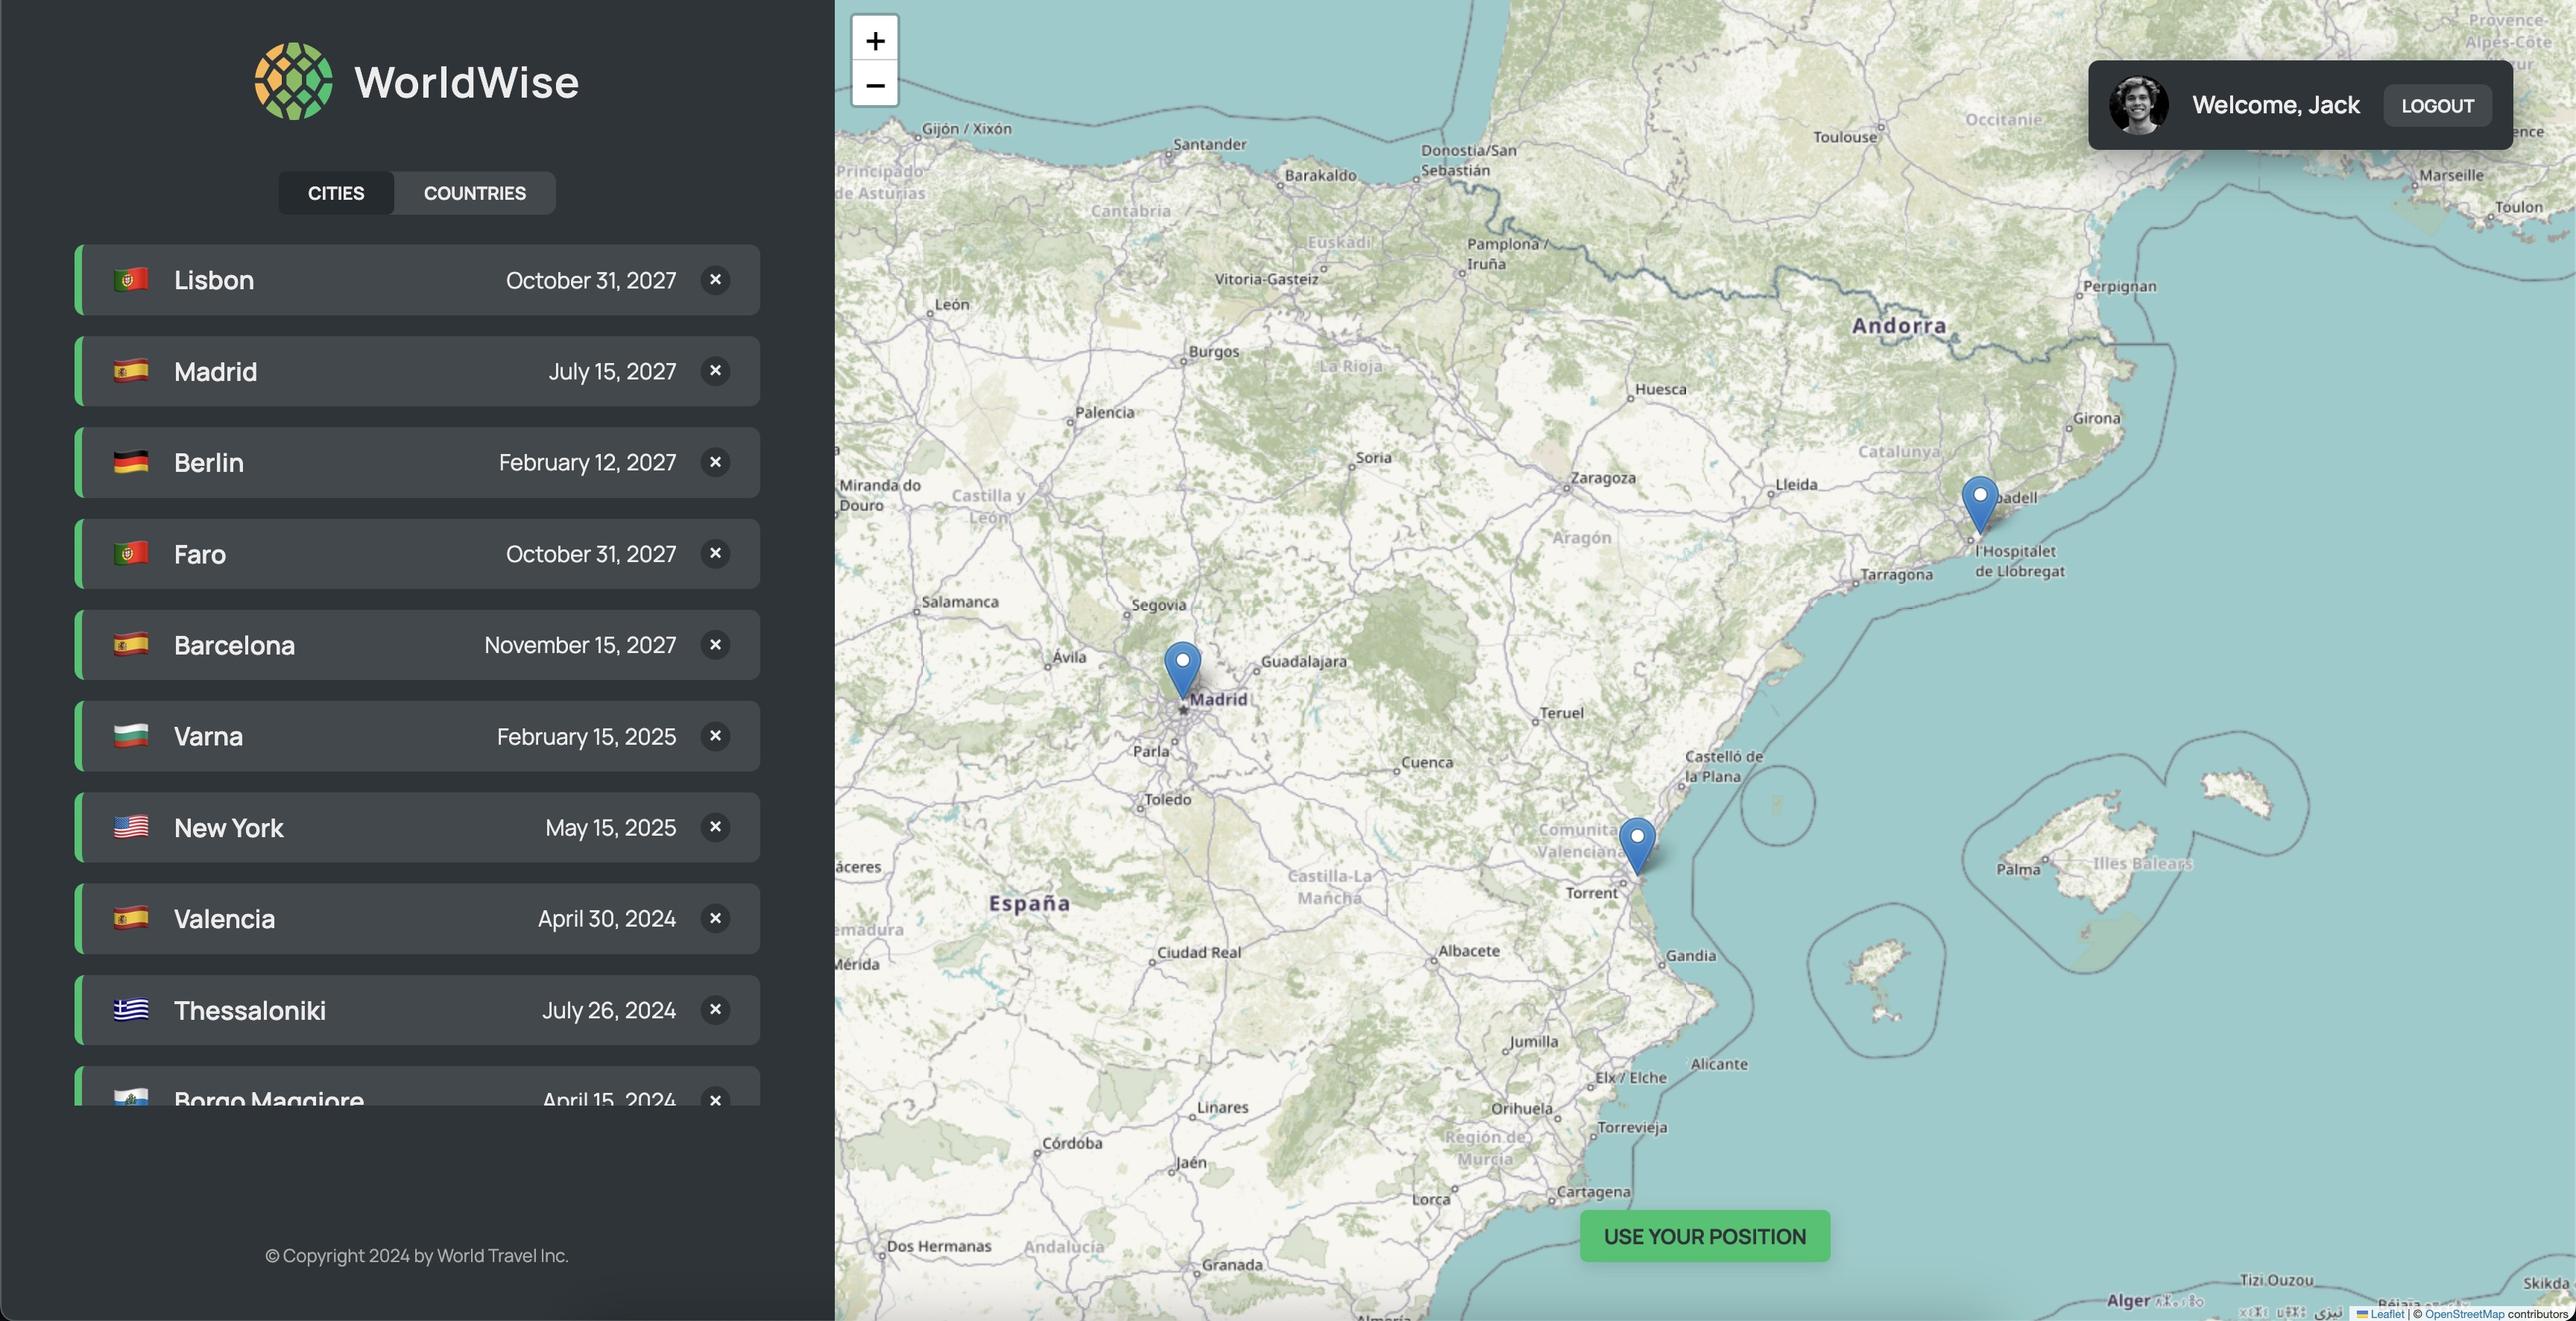 WorldWise
CITIES COUNTRIES
Lisbon October 31, 2027
Madrid July 15, 2027
Berlin February 12, 2027
Faro October 31, 2027
Barcelona November 15, 2027
Varna February 15, 2025
New York May 15, 2025
Valencia April 30, 2024
Thessaloniki July 26, 2024
Borgo Maggiore April 15, 2024
© Copyright 2024 by World Travel Inc.
+
−
Welcome, Jack LOGOUT
Provence-
Alpes-Côte
zur
ence
Gijón / Xixón
Santander
Donostia/San
Sebastián
Toulouse
Occitanie
Principado
de Asturias
Barakaldo
Marseille
Toulon
Cantabria
Euskadi
Pamplona /
Iruña
Vitoria-Gasteiz
León
Perpignan
Andorra
Burgos
La Rioja
Huesca
Palencia
Girona
Catalunya
Soria
Zaragoza
Lleida
Miranda do
Douro
Castilla y
León
badell
Aragón
l'Hospitalet
de Llobregat
Tarragona
Salamanca
Segovia
Ávila
Guadalajara
Madrid
Teruel
Parla
Cuenca
Castelló de
la Plana
Toledo
Comunita
Valenciana
áceres
Castilla-La
Mancha
Torrent
Palma
Illes Balears
España
emadura
Mérida
Ciudad Real
Albacete
Gandia
Jumilla
Alicante
Elx / Elche
Linares
Orihuela
Torrevieja
Córdoba
Región de
Murcia
Jaén
Lorca
Cartagena
USE YOUR POSITION
Dos Hermanas
Andalucía
Granada
Almería
Tizi Ouzou
Skikda
Alger
Béjaïa
Leaflet | © OpenStreetMap contributors